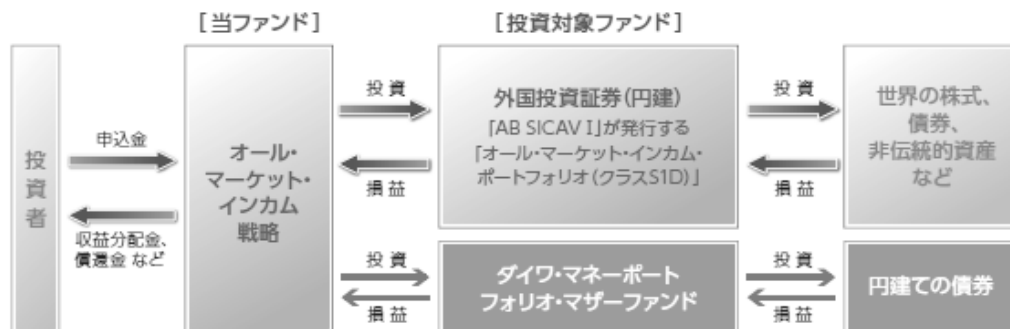 [当ファンド]
[投資対象ファンド]
投資者
申込金
収益分配金、
償還金 など
オール・
マーケット・
インカム
戦略
投資
損益
外国投資証券(円建)
「AB SICAV I」が発行する
「オール・マーケット・インカム・
ポートフォリオ(クラスS1D)」
投資
損益
世界の株式、
債券、
非伝統的資産
など
投資
損益
ダイワ・マネーポート
フォリオ・マザーファンド
投資
損益
円建ての債券